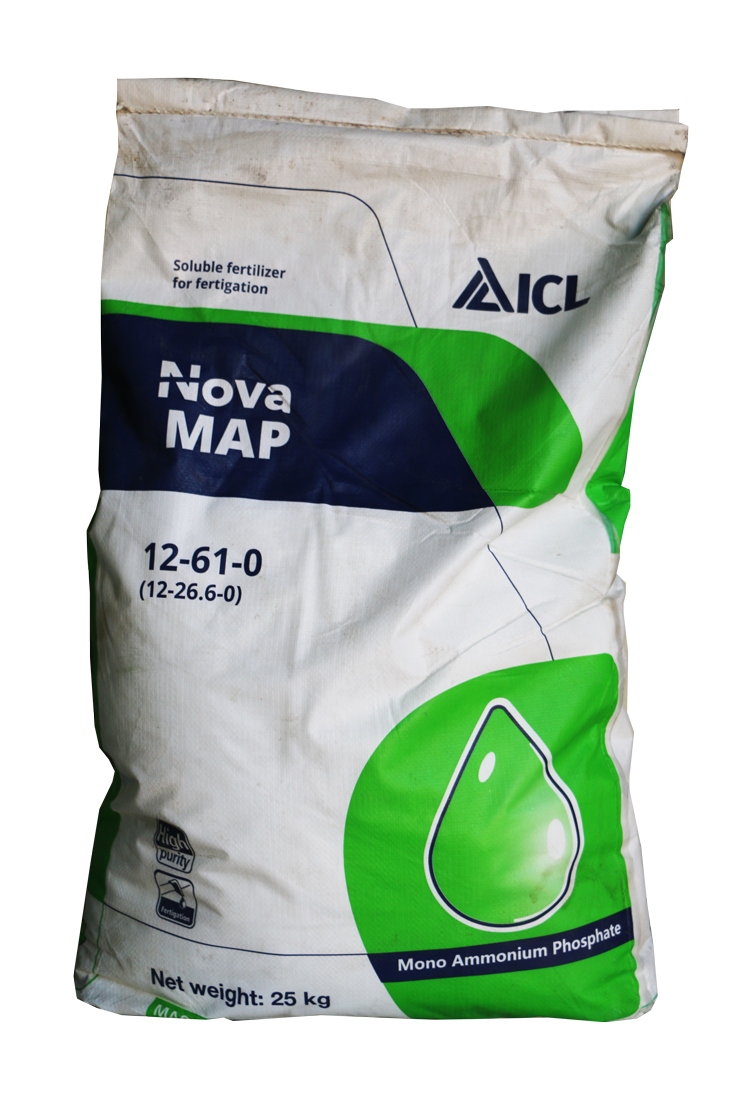 Soluble fertilizer
for fertigation
ICL
Nova
MAP
12-61-0
(12-26.6-0)
High
purity
Fertigation
Mono Ammonium Phosphate
Net weight: 25 kg